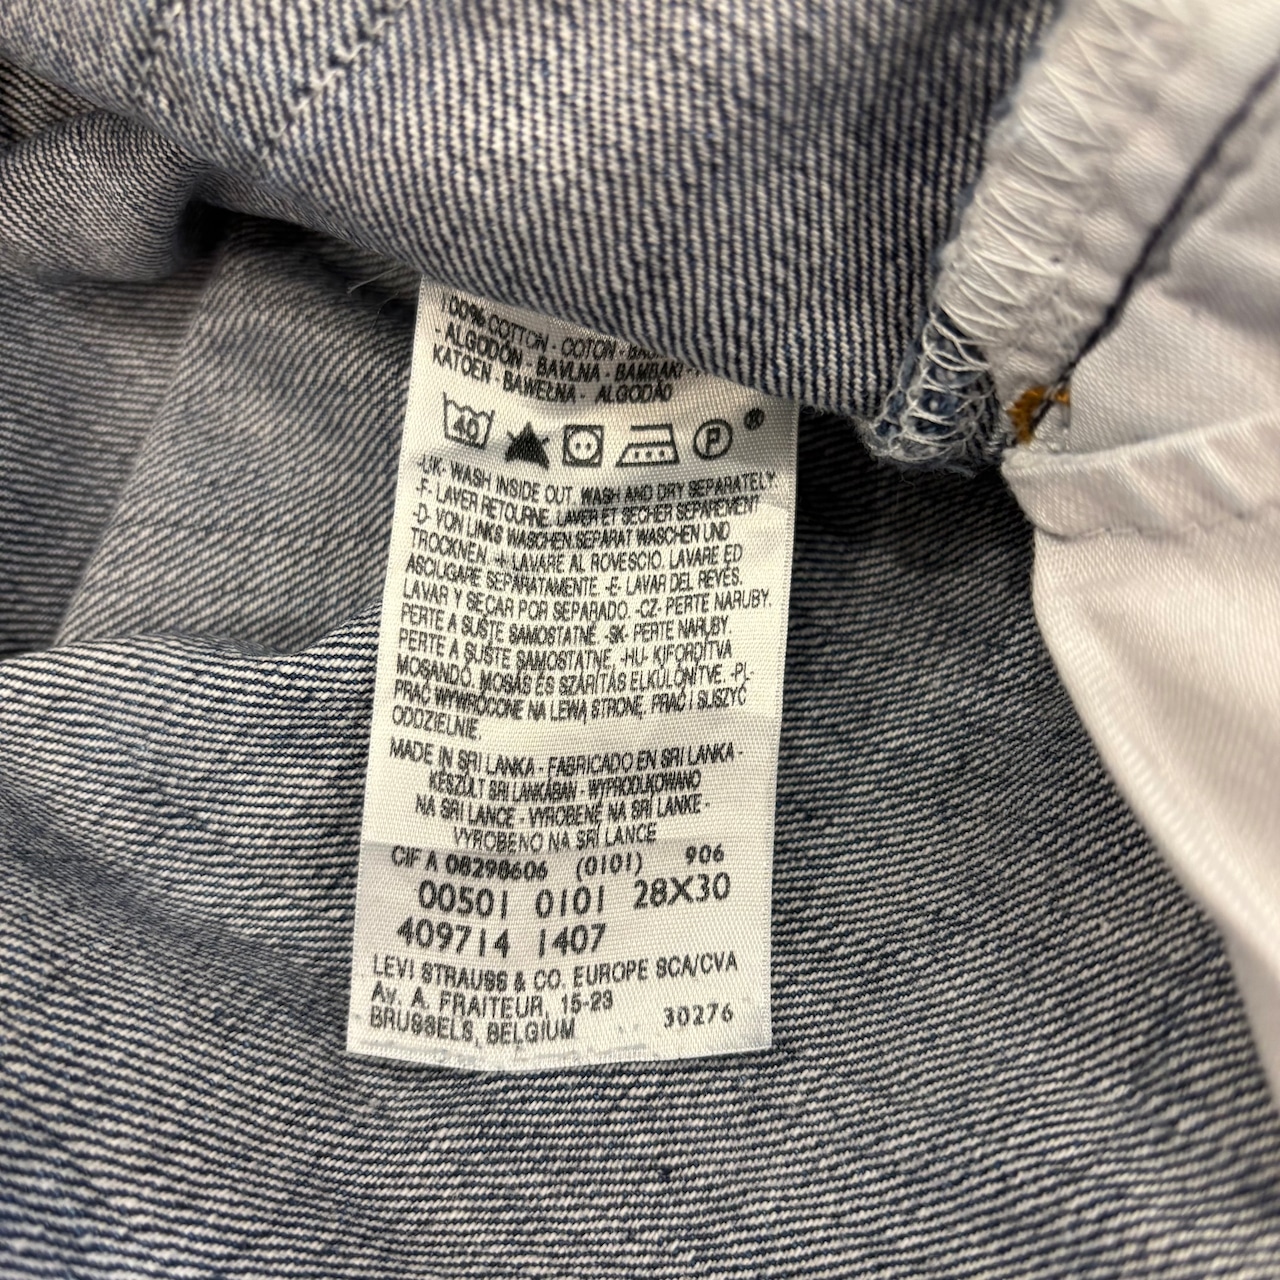 100% COTTON - COTON -
- ALGODÓN - BAVLNA - BAMBAKI -
KATOEN - BAWEŁNA - ALGODÃO
40 P ®
-UK- WASH INSIDE OUT. WASH AND DRY SEPARATELY
-F- LAVER RETOURNE. LAVER ET SECHER SEPAREMENT
-D- VON LINKS WASCHEN SEPARAT WASCHEN UND
TROCKNEN. -I- LAVARE AL ROVESCIO. LAVARE ED
ASCIUGARE SEPARATAMENTE. -E- LAVAR DEL REVÉS.
LAVAR Y SECAR POR SEPARADO. -CZ- PERTE NARUBY.
PERTE A SUŠTE SAMOSTATNĚ. -SK- PERTE NARUBY.
PERTE A SUŠTE SAMOSTATNE. -HU- KIFORDÍTVA
MOSANDÓ. MOSÁS ÉS SZÁRÍTÁS ELKÜLÖNÍTVE. -PL-
PRAĆ WYWRÓCONE NA LEWĄ STRONĘ. PRAĆ I SUSZYĆ
ODDZIELNIE.
MADE IN SRI LANKA - FABRICADO EN SRI LANKA -
KÉSZÜLT SRI LANKÁBAN - WYPRODUKOWANO
NA SRI LANCE - VYROBENÉ NA SRÍ LANKE -
VYROBENO NA SRÍ LANCE
CIF A 08298606 (0101) 906
00501 0101 28X30
409714 1407
LEVI STRAUSS & CO. EUROPE SCA/CVA
Av. A. FRAITEUR, 15-23
BRUSSELS, BELGIUM 30276